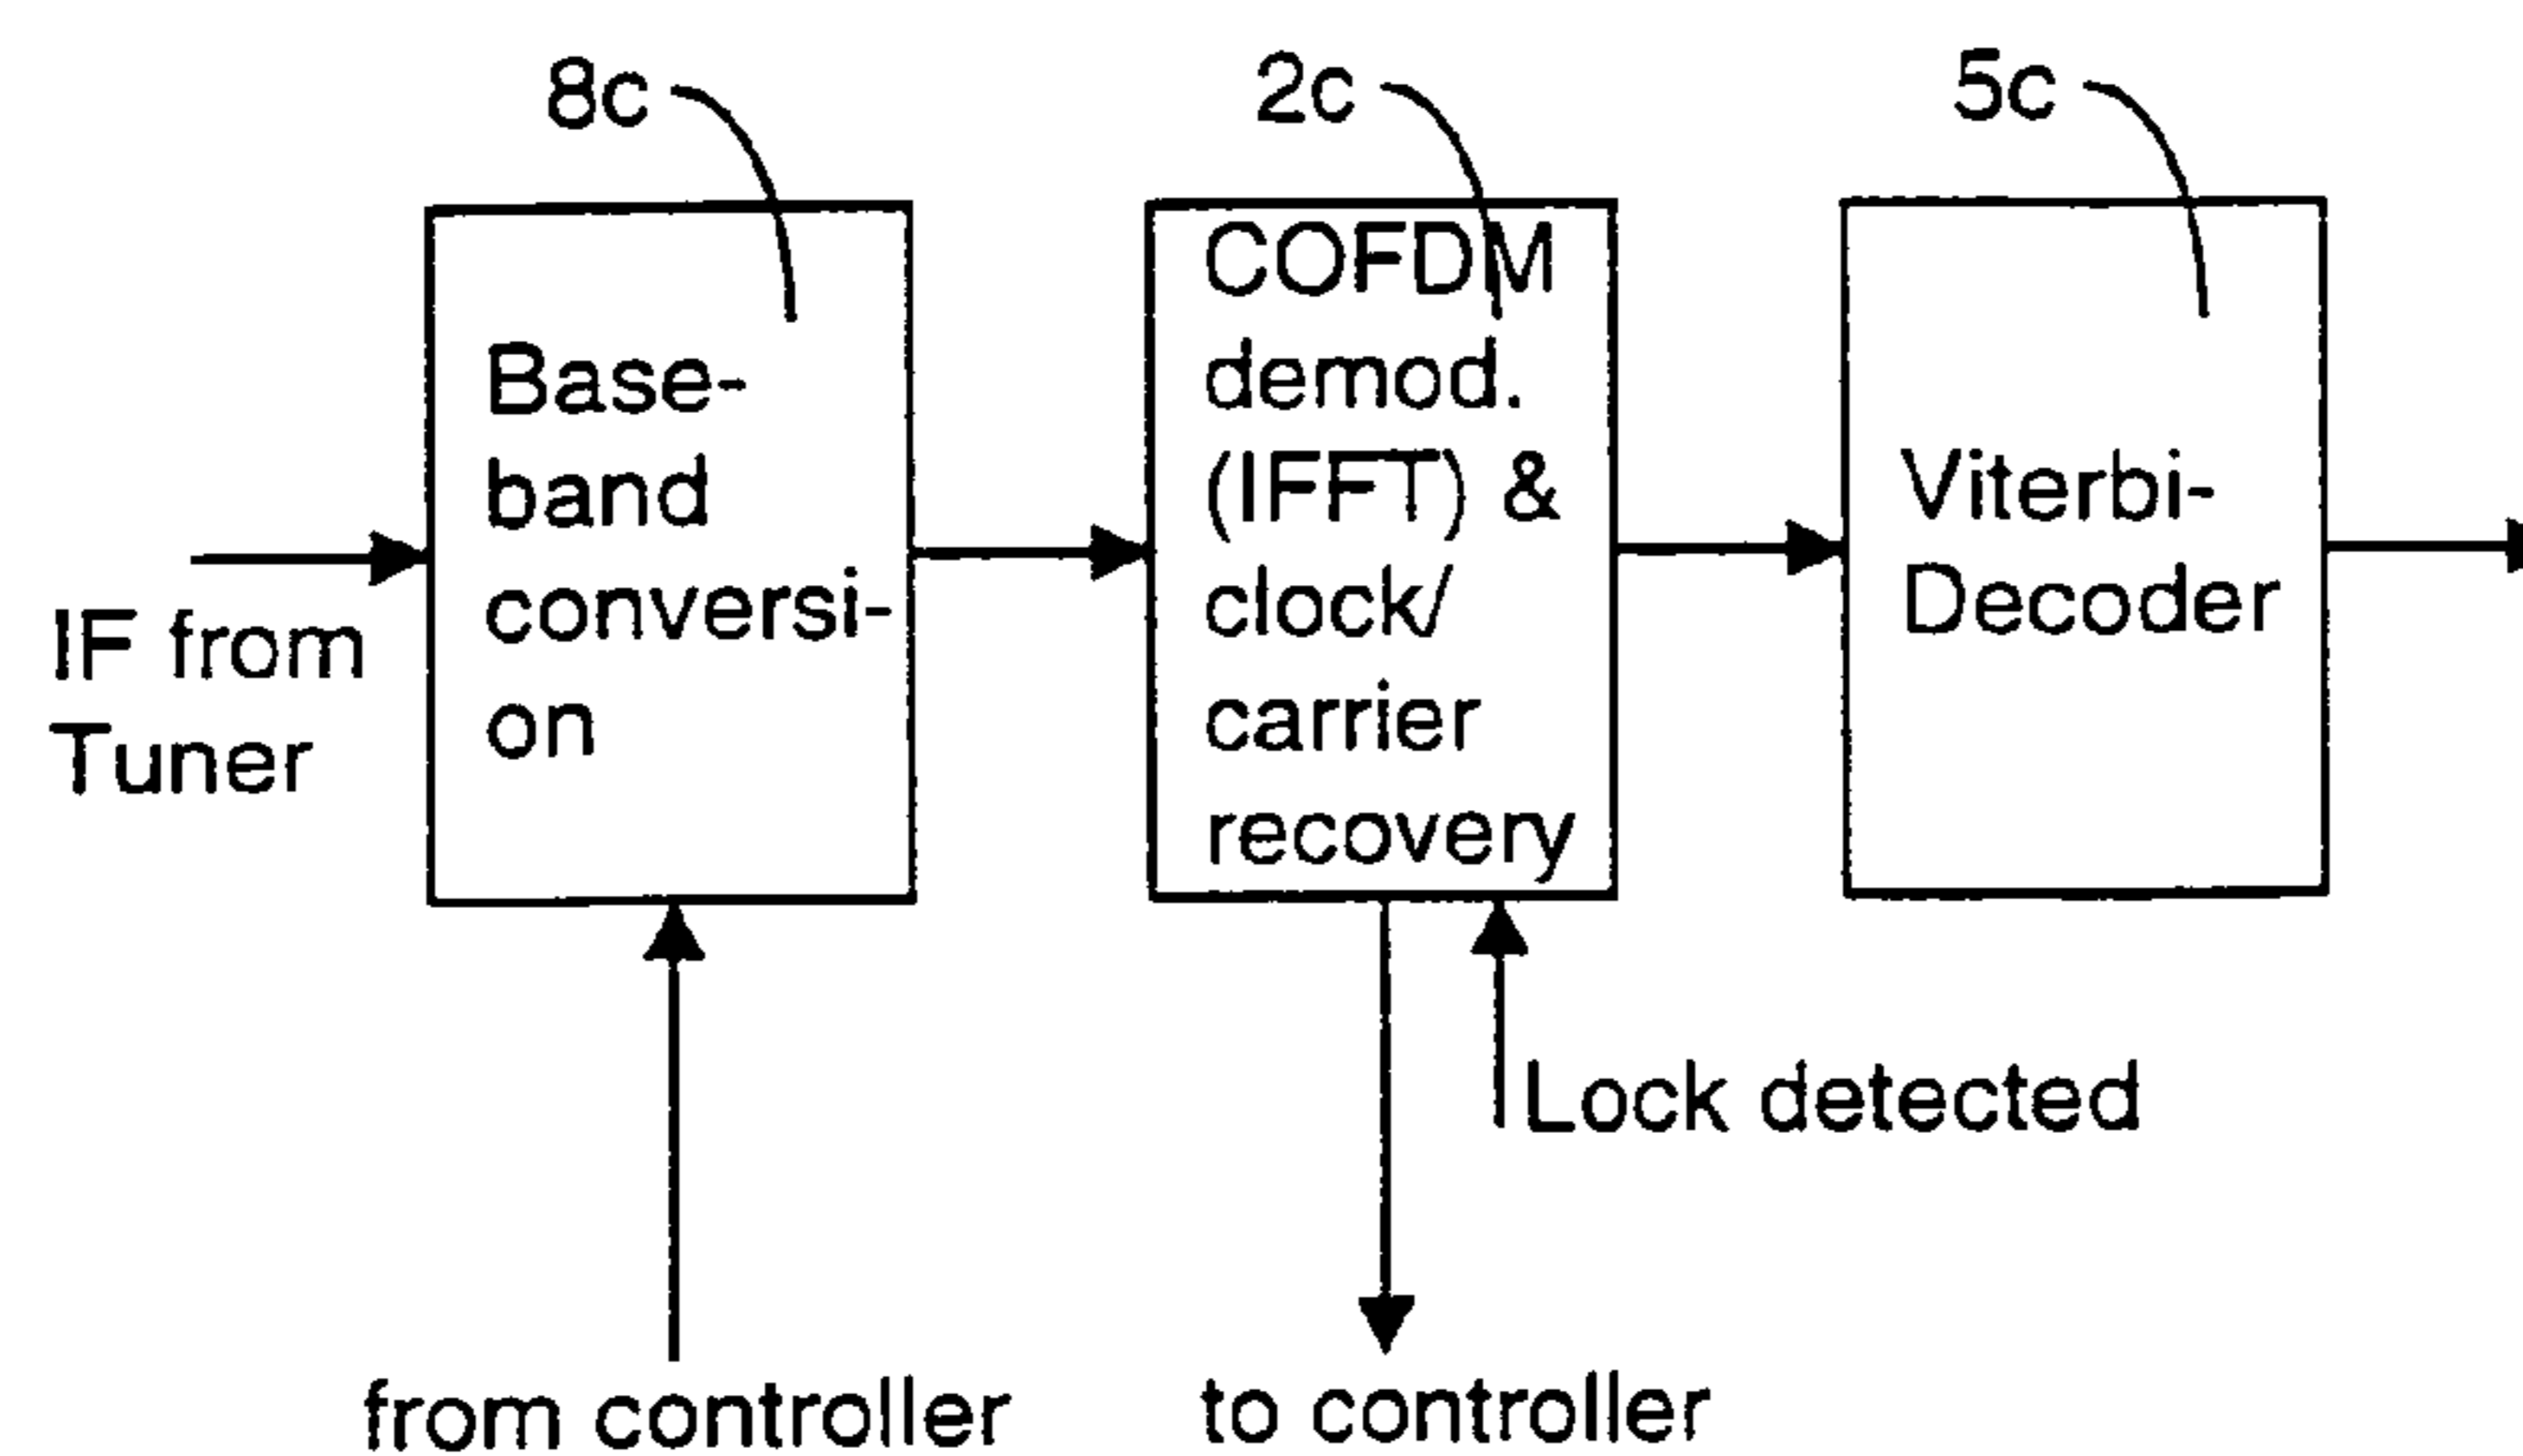 8c
2c
5c
Base-
band
conversi-
on
COFDM
demod.
(IFFT) &
clock/
carrier
recovery
Viterbi-
Decoder
IF from
Tuner
Lock detected
from controller
to controller